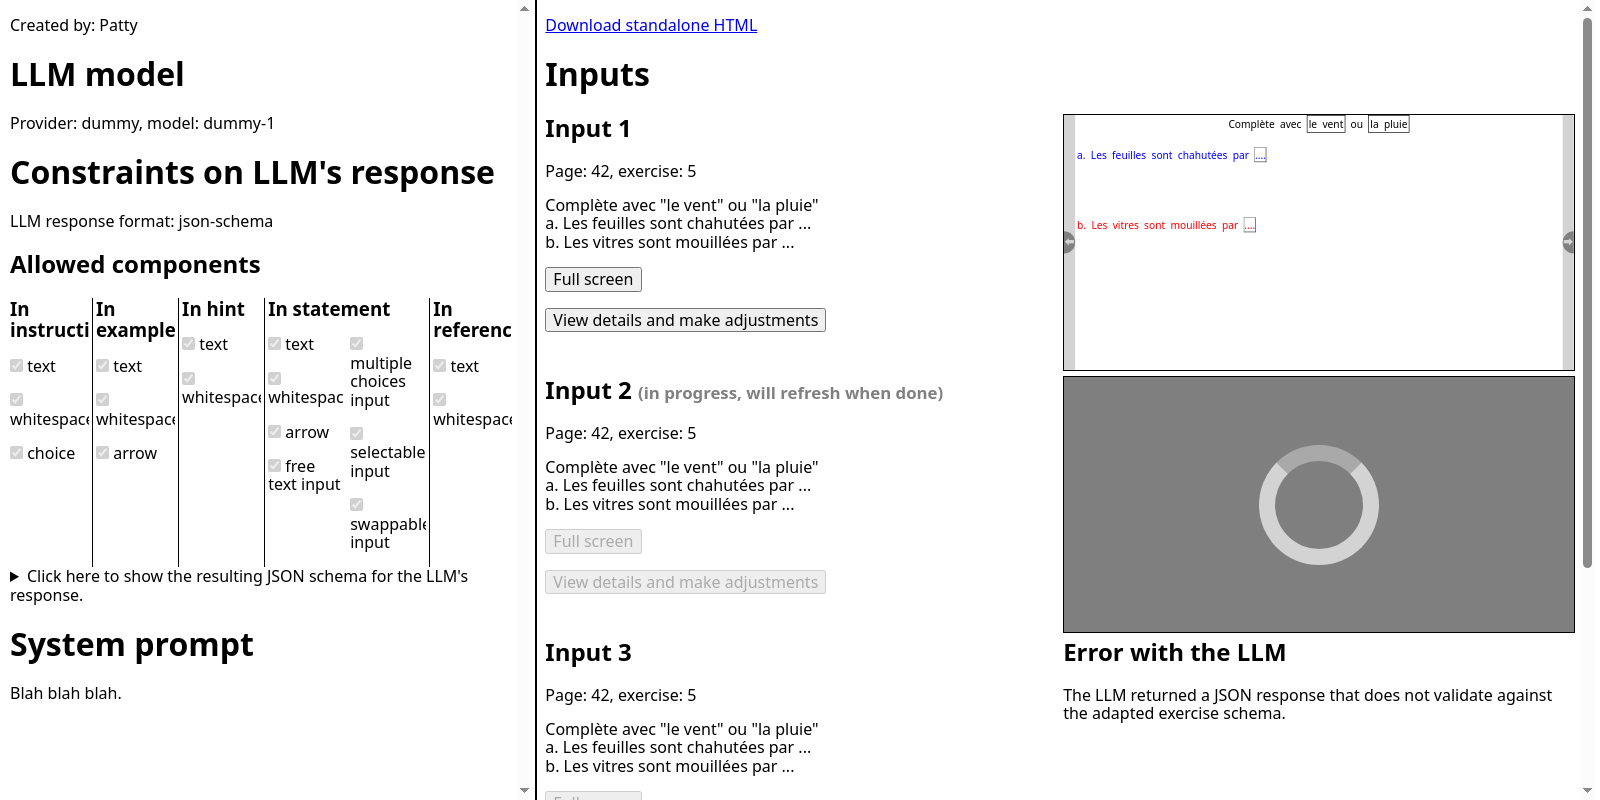 Created by: Patty
LLM model
Provider: dummy, model: dummy-1
Constraints on LLM's response
LLM response format: json-schema
Allowed components
In
instructi
text
whitespace
choice
In
example
text
whitespace
arrow
In hint
text
whitespace
In statement
text
whitespac
arrow
free
text input
multiple
choices
input
selectable
input
swappable
input
In
referenc
text
whitespace
Click here to show the resulting JSON schema for the LLM's
response.
System prompt
Blah blah blah.
Download standalone HTML
Inputs
Input 1
Page: 42, exercise: 5
Complète avec "le vent" ou "la pluie"
a. Les feuilles sont chahutées par ...
b. Les vitres sont mouillées par ...
Full screen
View details and make adjustments
Complète avec le vent ou la pluie
a. Les feuilles sont chahutées par ....
b. Les vitres sont mouillées par ....
Input 2 (in progress, will refresh when done)
Page: 42, exercise: 5
Complète avec "le vent" ou "la pluie"
a. Les feuilles sont chahutées par ...
b. Les vitres sont mouillées par ...
Full screen
View details and make adjustments
Input 3
Page: 42, exercise: 5
Complète avec "le vent" ou "la pluie"
a. Les feuilles sont chahutées par ...
b. Les vitres sont mouillées par ...
Error with the LLM
The LLM returned a JSON response that does not validate against
the adapted exercise schema.